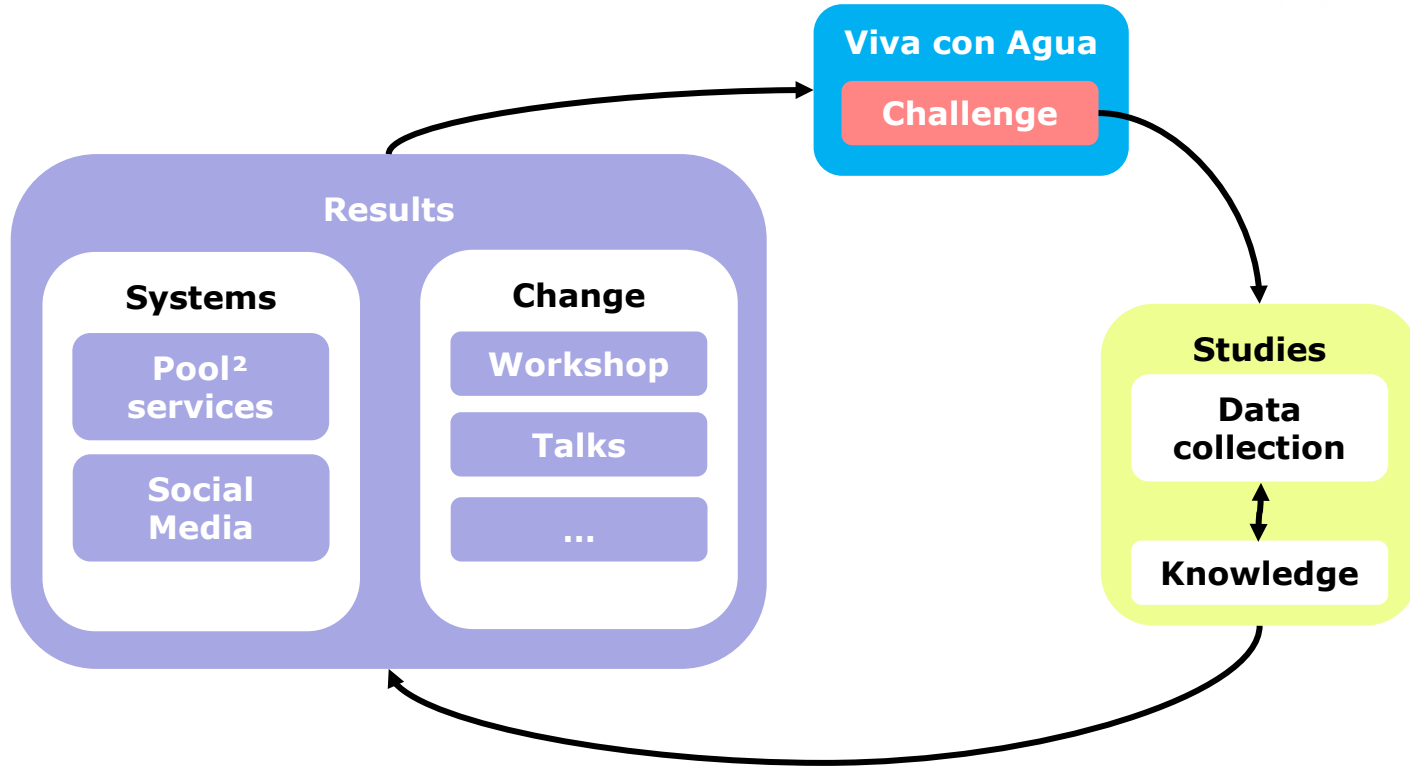 Viva con Agua
Challenge
Results
Systems
Pool²
services
Social
Media
Change
Workshop
Talks
...
Studies
Data
collection
Knowledge